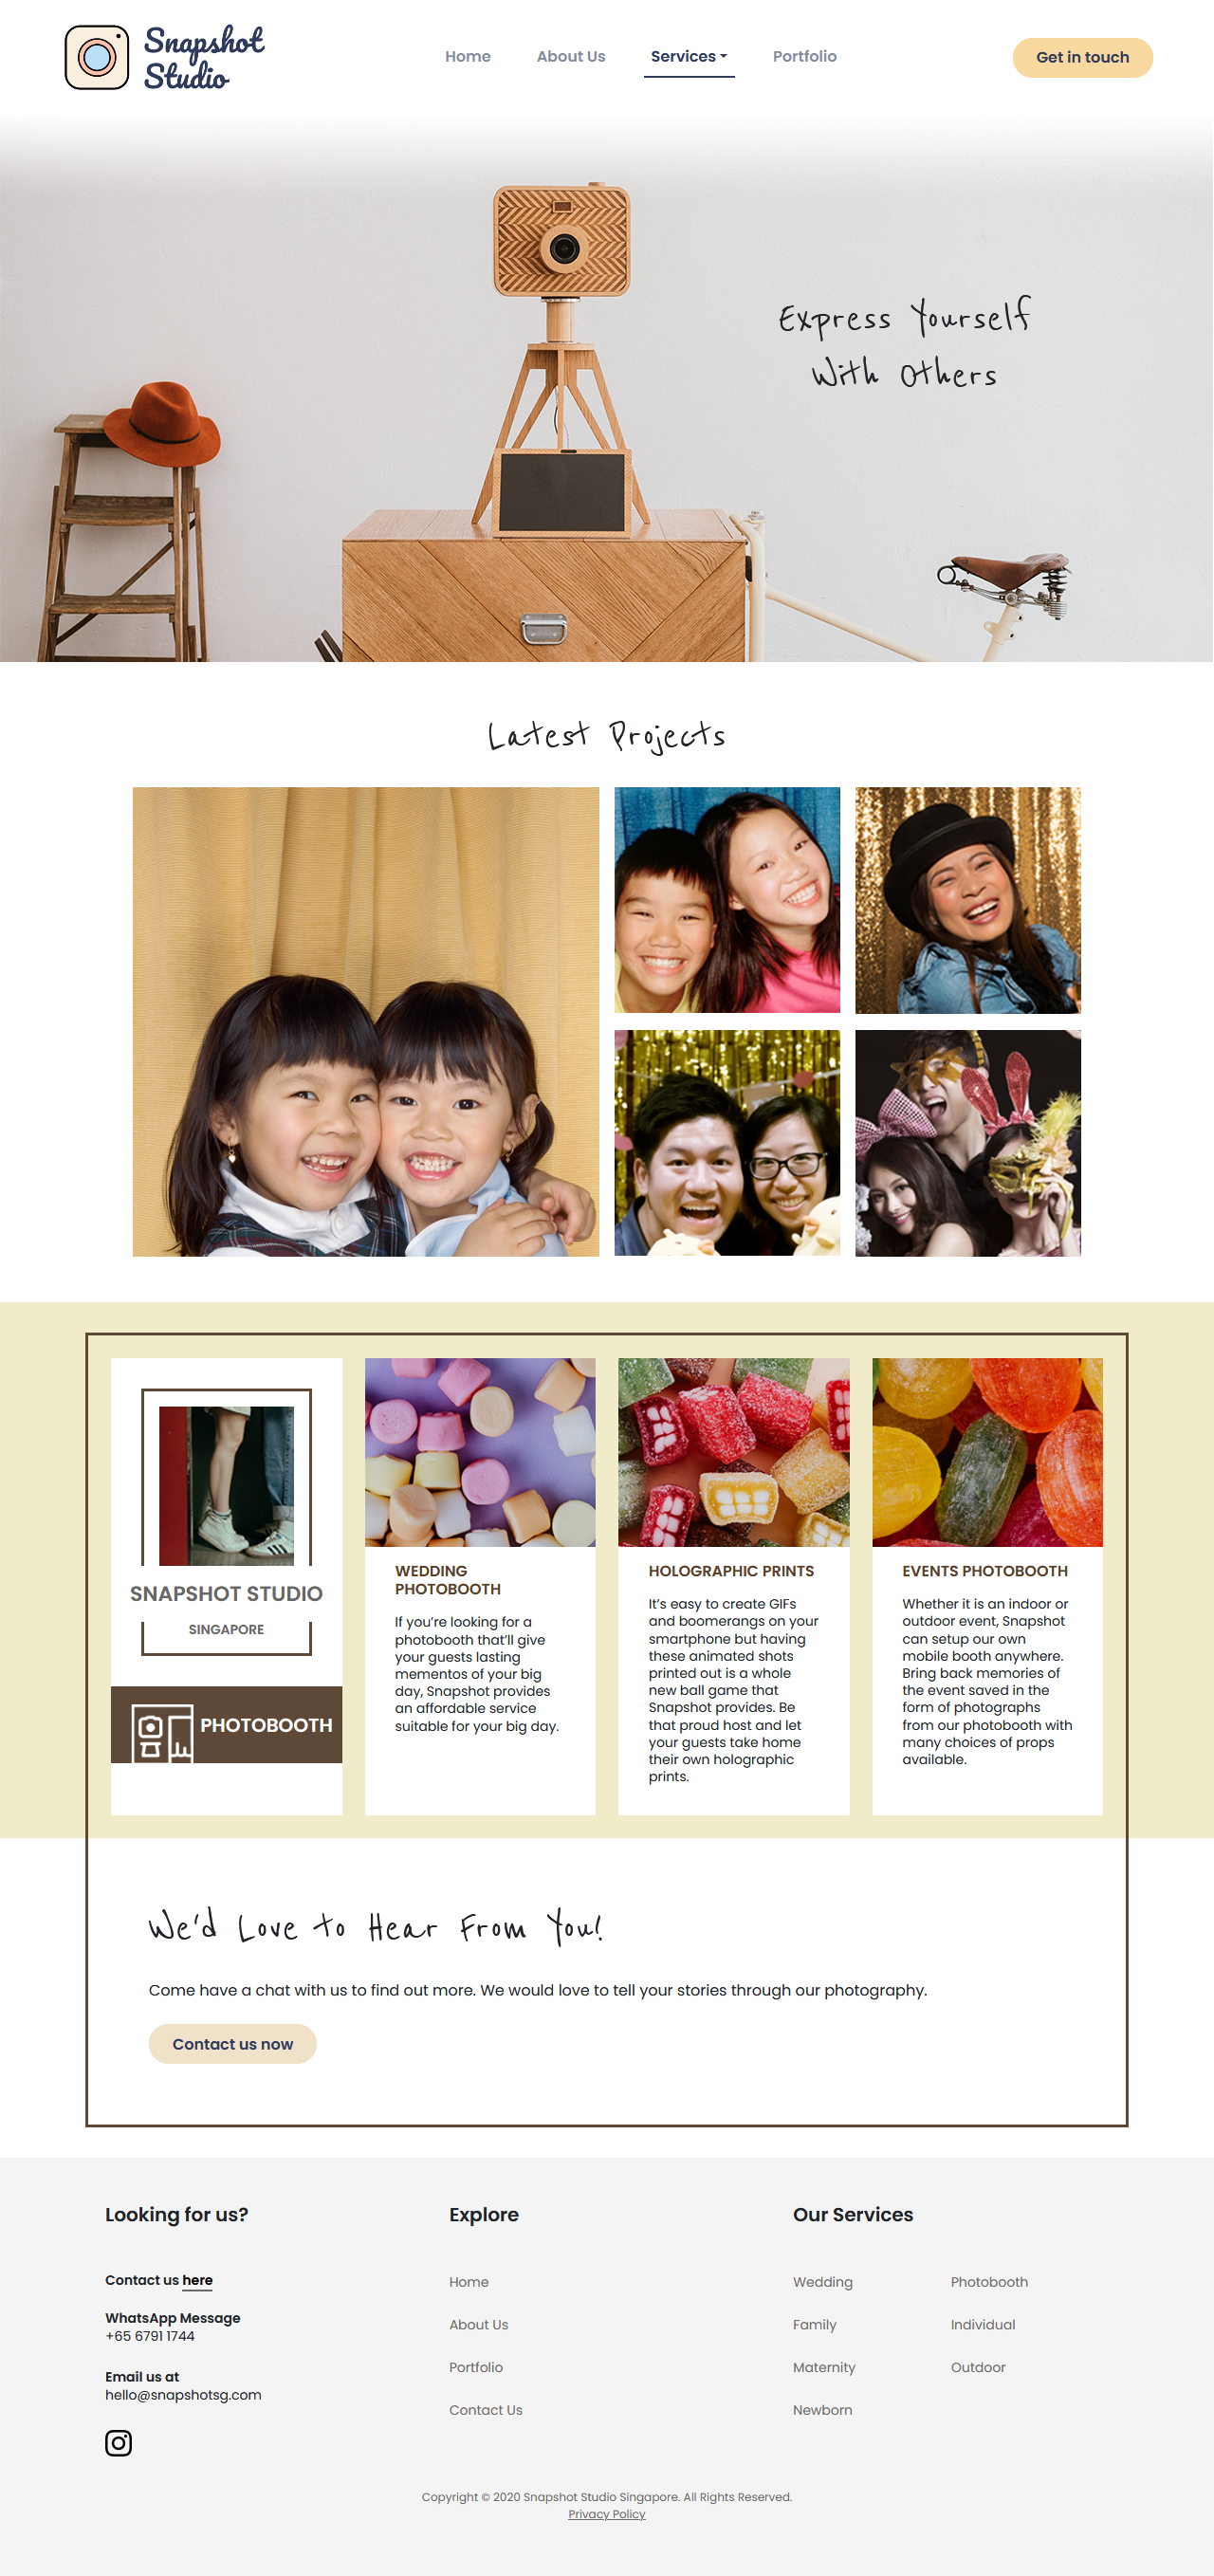 Snapshot
Studio
Home
About Us
Services
Portfolio
Get in touch
Express Yourself
With Others
Latest Projects
SNAPSHOT STUDIO
SINGAPORE
PHOTOBOOTH
WEDDING
PHOTOBOOTH
If you’re looking for a
photobooth that’ll give
your guests lasting
mementos of your big
day, Snapshot provides
an affordable service
suitable for your big day.
HOLOGRAPHIC PRINTS
It’s easy to create GIFs
and boomerangs on your
smartphone but having
these animated shots
printed out is a whole
new ball game that
Snapshot provides. Be
that proud host and let
your guests take home
their own holographic
prints.
EVENTS PHOTOBOOTH
Whether it is an indoor or
outdoor event, Snapshot
can setup our own
mobile booth anywhere.
Bring back memories of
the event saved in the
form of photographs
from our photobooth with
many choices of props
available.
We'd Love to Hear From You!
Come have a chat with us to find out more. We would love to tell your stories through our photography.
Contact us now
Looking for us?
Contact us here
WhatsApp Message
+65 6791 1744
Email us at
hello@snapshotsg.com
Explore
Home
About Us
Portfolio
Contact Us
Our Services
Wedding
Family
Maternity
Newborn
Photobooth
Individual
Outdoor
Copyright © 2020 Snapshot Studio Singapore. All Rights Reserved.
Privacy Policy